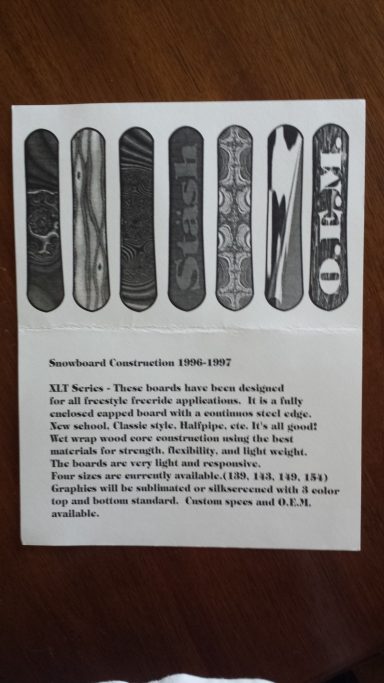 Stash
O.E.M.
Snowboard Construction 1996-1997
XLT Series - These boards have been designed
for all freestyle freeride applications. It is a fully
enclosed capped board with a continuos steel edge.
New school, Classic style, Halfpipe, etc. It's all good!
Wet wrap wood core construction using the best
materials for strength, flexibility, and light weight.
The boards are very light and responsive.
Four sizes are currently available.(139, 143, 149, 154)
Graphics will be sublimated or silkscreened with 3 color
top and bottom standard. Custom specs and O.E.M.
available.